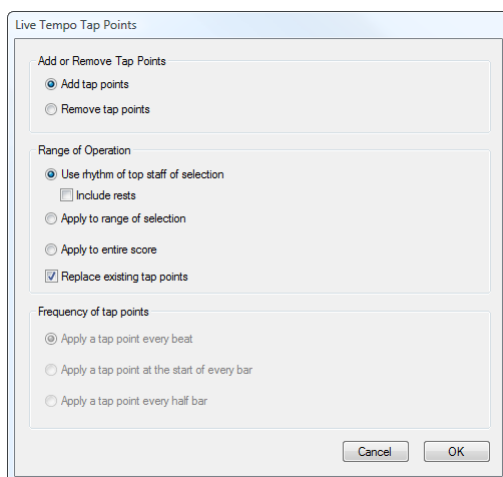 Live Tempo Tap Points
Add or Remove Tap Points
Add tap points
Remove tap points
Range of Operation
Use rhythm of top staff of selection
Include rests
Apply to range of selection
Apply to entire score
Replace existing tap points
Frequency of tap points
Apply a tap point every beat
Apply a tap point at the start of every bar
Apply a tap point every half bar
Cancel OK